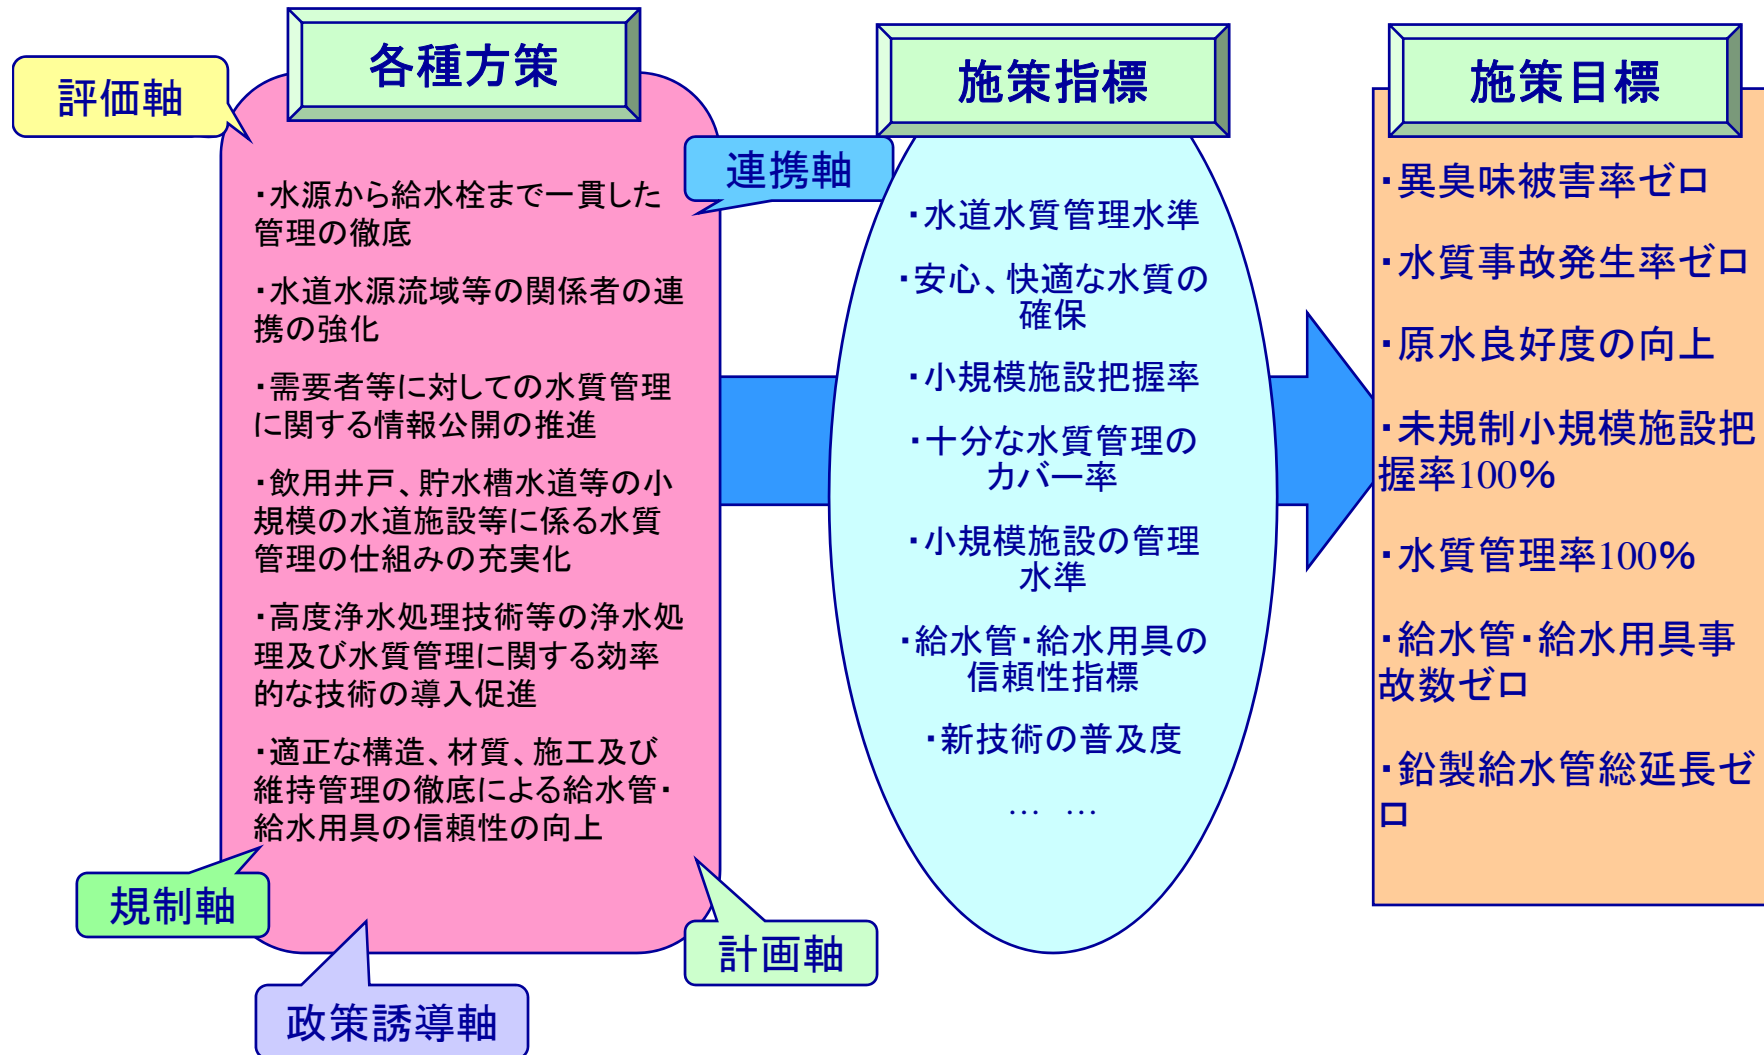 各種方策
評価軸
・水源から給水栓まで一貫した
管理の徹底
・水道水源流域等の関係者の連
携の強化
・需要者等に対しての水質管理
に関する情報公開の推進
・飲用井戸、貯水槽水道等の小
規模の水道施設等に係る水質
管理の仕組みの充実化
・高度浄水処理技術等の浄水処
理及び水質管理に関する効率
的な技術の導入促進
・適正な構造、材質、施工及び
維持管理の徹底による給水管・
給水用具の信頼性の向上
規制軸
政策誘導軸
計画軸
連携軸
施策指標
・水道水質管理水準
・安心、快適な水質の
確保
・小規模施設把握率
・十分な水質管理の
カバー率
・小規模施設の管理
水準
・給水管・給水用具の
信頼性指標
・新技術の普及度
… …
施策目標
・異臭味被害率ゼロ
・水質事故発生率ゼロ
・原水良好度の向上
・未規制小規模施設把
握率100%
・水質管理率100%
・給水管・給水用具事
故数ゼロ
・鉛製給水管総延長ゼ
ロ